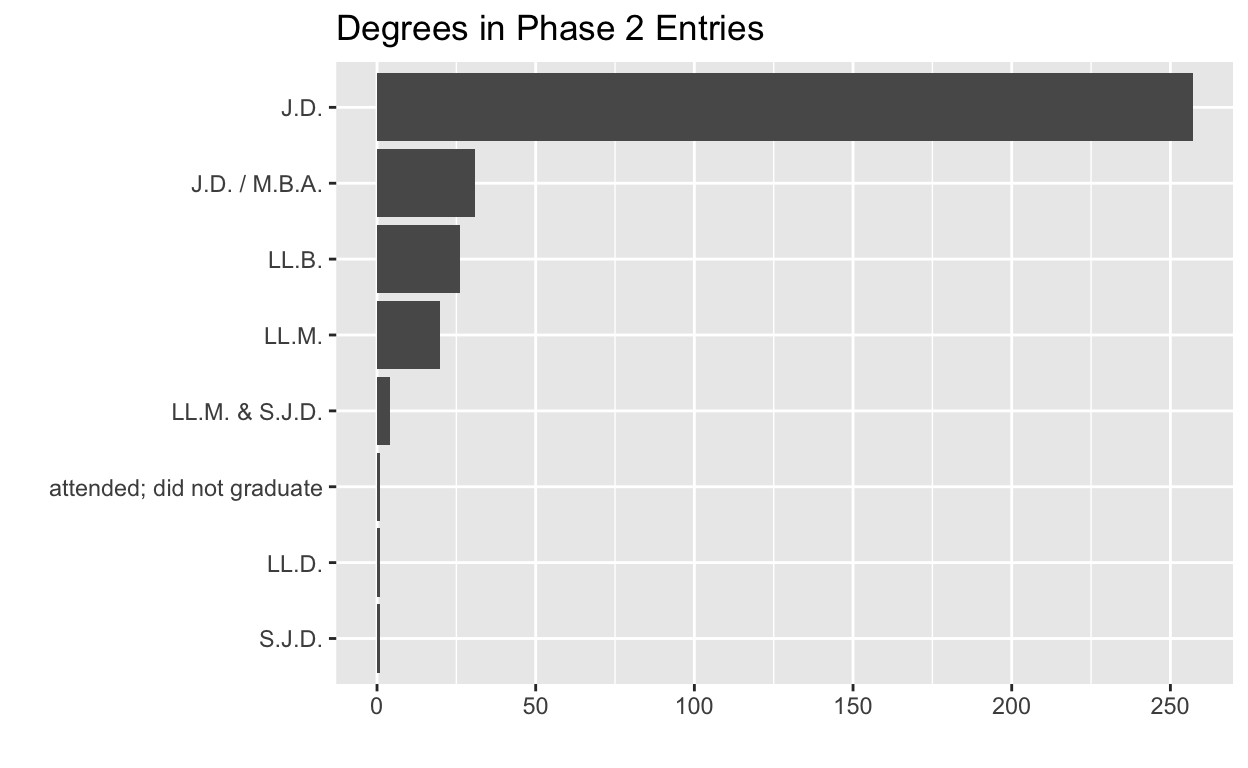 Degrees in Phase 2 Entries
J.D.
J.D. / M.B.A.
LL.B.
LL.M.
LL.M. & S.J.D.
attended; did not graduate
LL.D.
S.J.D.
0 50 100 150 200 250